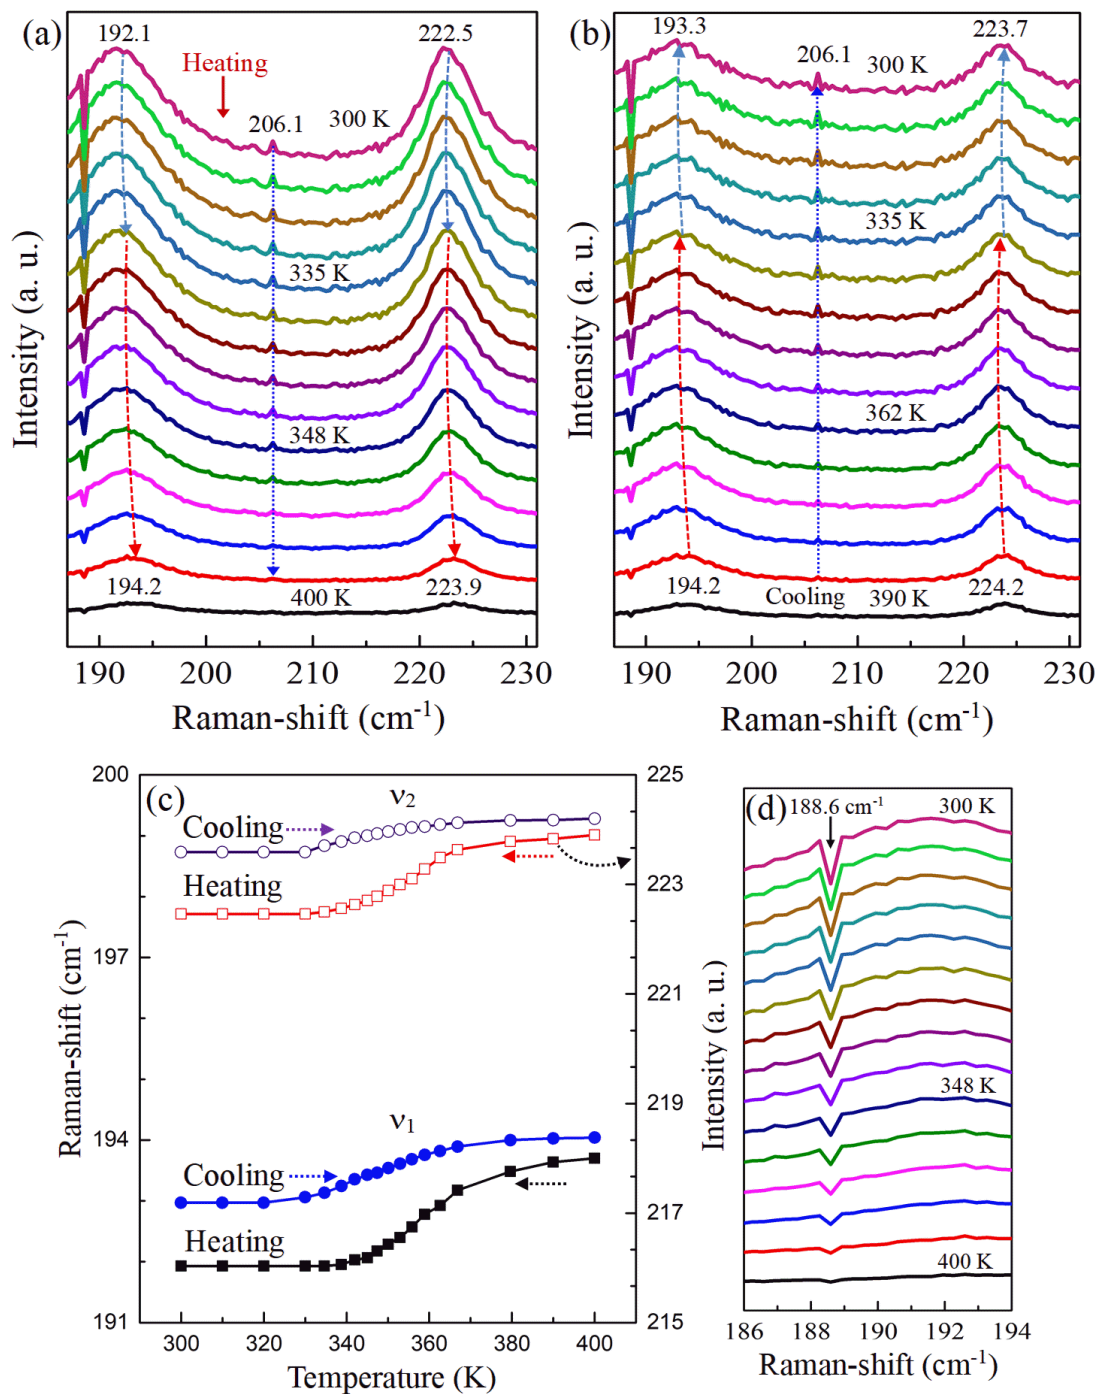 (a)
192.1
222.5
Heating
206.1
300 K
335 K
348 K
194.2
400 K
223.9
190 200 210 220 230
Raman-shift (cm-1)
Intensity (a. u.)
(b)
193.3
223.7
206.1
300 K
335 K
362 K
194.2
Cooling
390 K
224.2
190 200 210 220 230
Raman-shift (cm-1)
Intensity (a. u.)
(c)
ν2
Cooling
Heating
ν1
Cooling
Heating
200
197
194
191
225
223
221
219
217
215
300 320 340 360 380 400
Temperature (K)
Raman-shift (cm-1)
(d)
188.6 cm-1
300 K
348 K
400 K
186 188 190 192 194
Raman-shift (cm-1)
Intensity (a. u.)